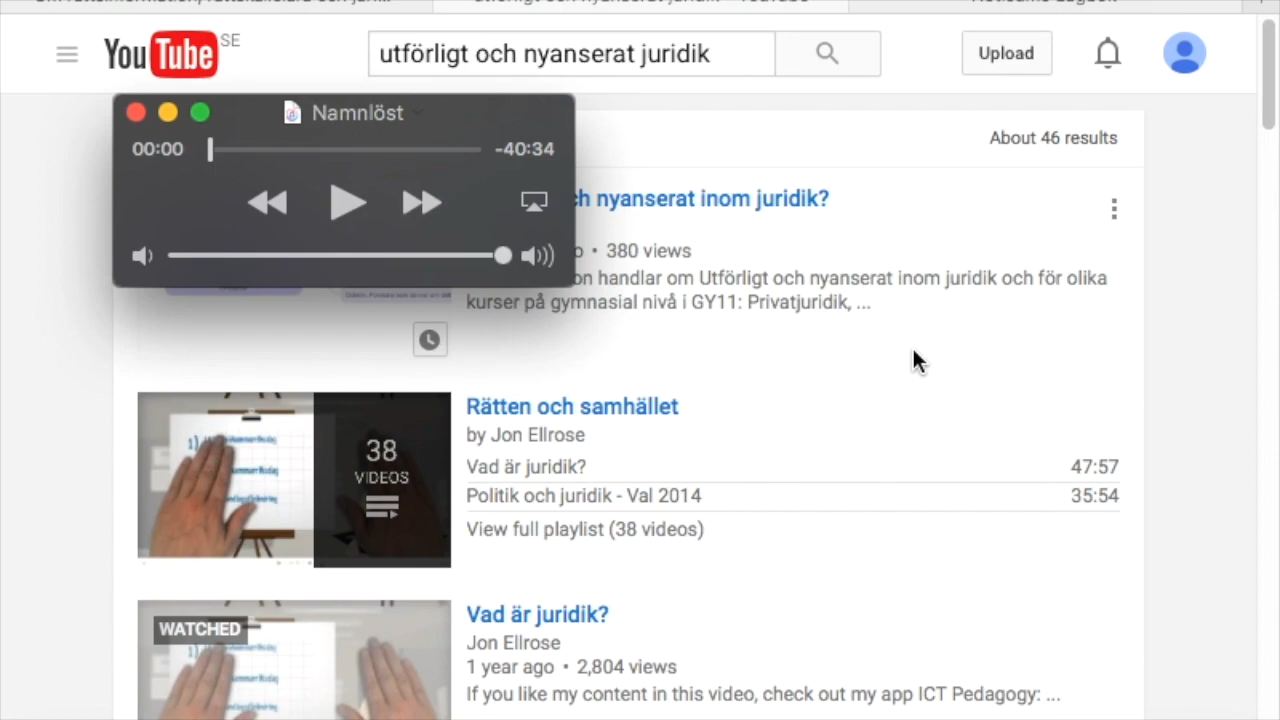 YouTube SE
utförligt och nyanserat juridik
Upload
Namnlöst
00:00
-40:34
About 46 results
ch nyanserat inom juridik?
o • 380 views
on handlar om Utförligt och nyanserat inom juridik och för olika
kurser på gymnasial nivå i GY11: Privatjuridik, ...
38
VIDEOS
Rätten och samhället
by Jon Ellrose
Vad är juridik? 47:57
Politik och juridik - Val 2014 35:54
View full playlist (38 videos)
WATCHED
Vad är juridik?
Jon Ellrose
1 year ago • 2,804 views
If you like my content in this video, check out my app ICT Pedagogy: ...